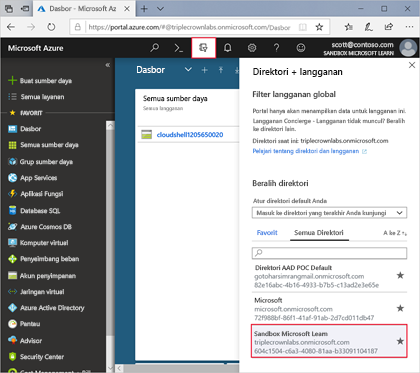 Dasbor - Microsoft Az
https://portal.azure.com/#@triplecrownlabs.onmicrosoft.com/Dasbor
Microsoft Azure
scott@contoso.com
SANDBOX MICROSOFT LEARN
Buat sumber daya
Semua layanan
FAVORIT
Dasbor
Semua sumber daya
Grup sumber daya
App Services
Aplikasi Fungsi
Database SQL
Azure Cosmos DB
Komputer virtual
Penyeimbang beban
Akun penyimpanan
Jaringan virtual
Azure Active Directory
Pantau
Advisor
Security Center
Dasbor
Semua sumber daya
Semua langganan
cloudshell1205650020
Direktori + langganan
Filter langganan global
Portal hanya akan menampilkan data untuk langganan ini.
Langganan Concierge - Langganan tidak muncul? Beralih
ke direktori lain.
Direktori saat ini: triplecrownlabs.onmicrosoft.com
Pelajari tentang direktori dan langganan
Beralih direktori
Atur direktori default Anda
Masuk ke direktori yang terakhir Anda kunjungi
Favorit Semua Direktori A ke Z
Direktori AAD POC Default
gotoharsimrangmail.onmicrosoft.com
82e16abc-4b16-4933-b7b5-c13ad2e3e65e
Microsoft
microsoft.onmicrosoft.com
72f988bf-86f1-41af-91ab-2d7cd011db47
Sandbox Microsoft Learn
triplecrownlabs.onmicrosoft.com
604c1504-c6a3-4080-81aa-b33091104187